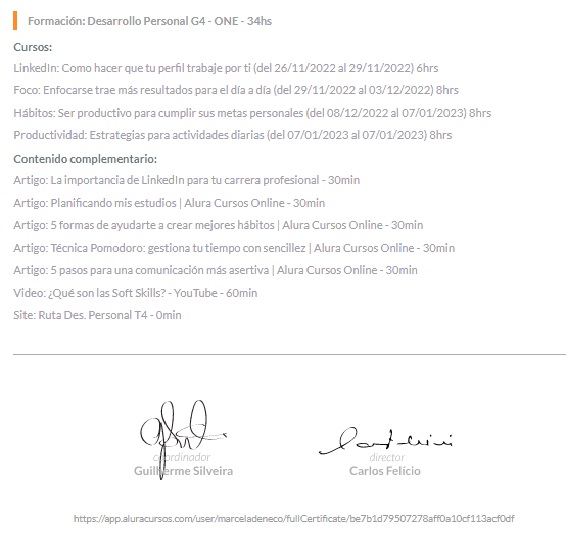 Formación: Desarrollo Personal G4 - ONE - 34hs
Cursos:
LinkedIn: Como hacer que tu perfil trabaje por ti (del 26/11/2022 al 29/11/2022) 6hrs
Foco: Enfocarse trae más resultados para el día a día (del 29/11/2022 al 03/12/2022) 8hrs
Hábitos: Ser productivo para cumplir sus metas personales (del 08/12/2022 al 07/01/2023) 8hrs
Productividad: Estrategias para actividades diarias (del 07/01/2023 al 07/01/2023) 8hrs
Contenido complementario:
Artigo: La importancia de LinkedIn para tu carrera profesional - 30min
Artigo: Planificando mis estudios | Alura Cursos Online - 30min
Artigo: 5 formas de ayudarte a crear mejores hábitos | Alura Cursos Online - 30min
Artigo: Técnica Pomodoro: gestiona tu tiempo con sencillez | Alura Cursos Online - 30min
Artigo: 5 pasos para una comunicación más asertiva | Alura Cursos Online - 30min
Video: ¿Qué son las Soft Skills? - YouTube - 60min
Site: Ruta Des. Personal T4 - 0min
coordinador
Guilherme Silveira
director
Carlos Felício
https://app.aluracursos.com/user/marceladeneco/fullCertificate/be7b1d79507278aff0a10cf113acf0df